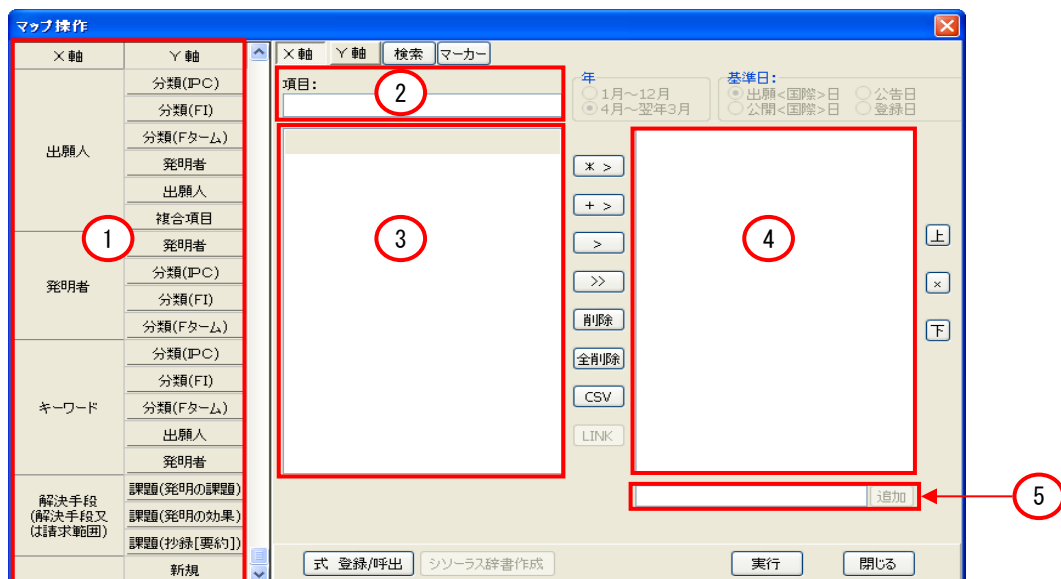 マップ操作
X軸 Y軸
出願人
分類(IPC)
分類(FI)
分類(Fターム)
発明者
出願人
複合項目
発明者
発明者
分類(IPC)
分類(FI)
分類(Fターム)
キーワード
分類(IPC)
分類(FI)
分類(Fターム)
出願人
発明者
解決手段
(解決手段又
は請求範囲)
課題(発明の課題)
課題(発明の効果)
課題(抄録[要約])
新規
1
X軸 Y軸 検索 マーカー
項目:
2
年
1月～12月
4月～翌年3月
基準日:
出願<国際>日 公告日
公開<国際>日 登録日
3
* >
+ >
>
>>
削除
全削除
CSV
LINK
4
上
×
下
追加
5
式 登録/呼出 シソーラス辞書作成 実行 閉じる